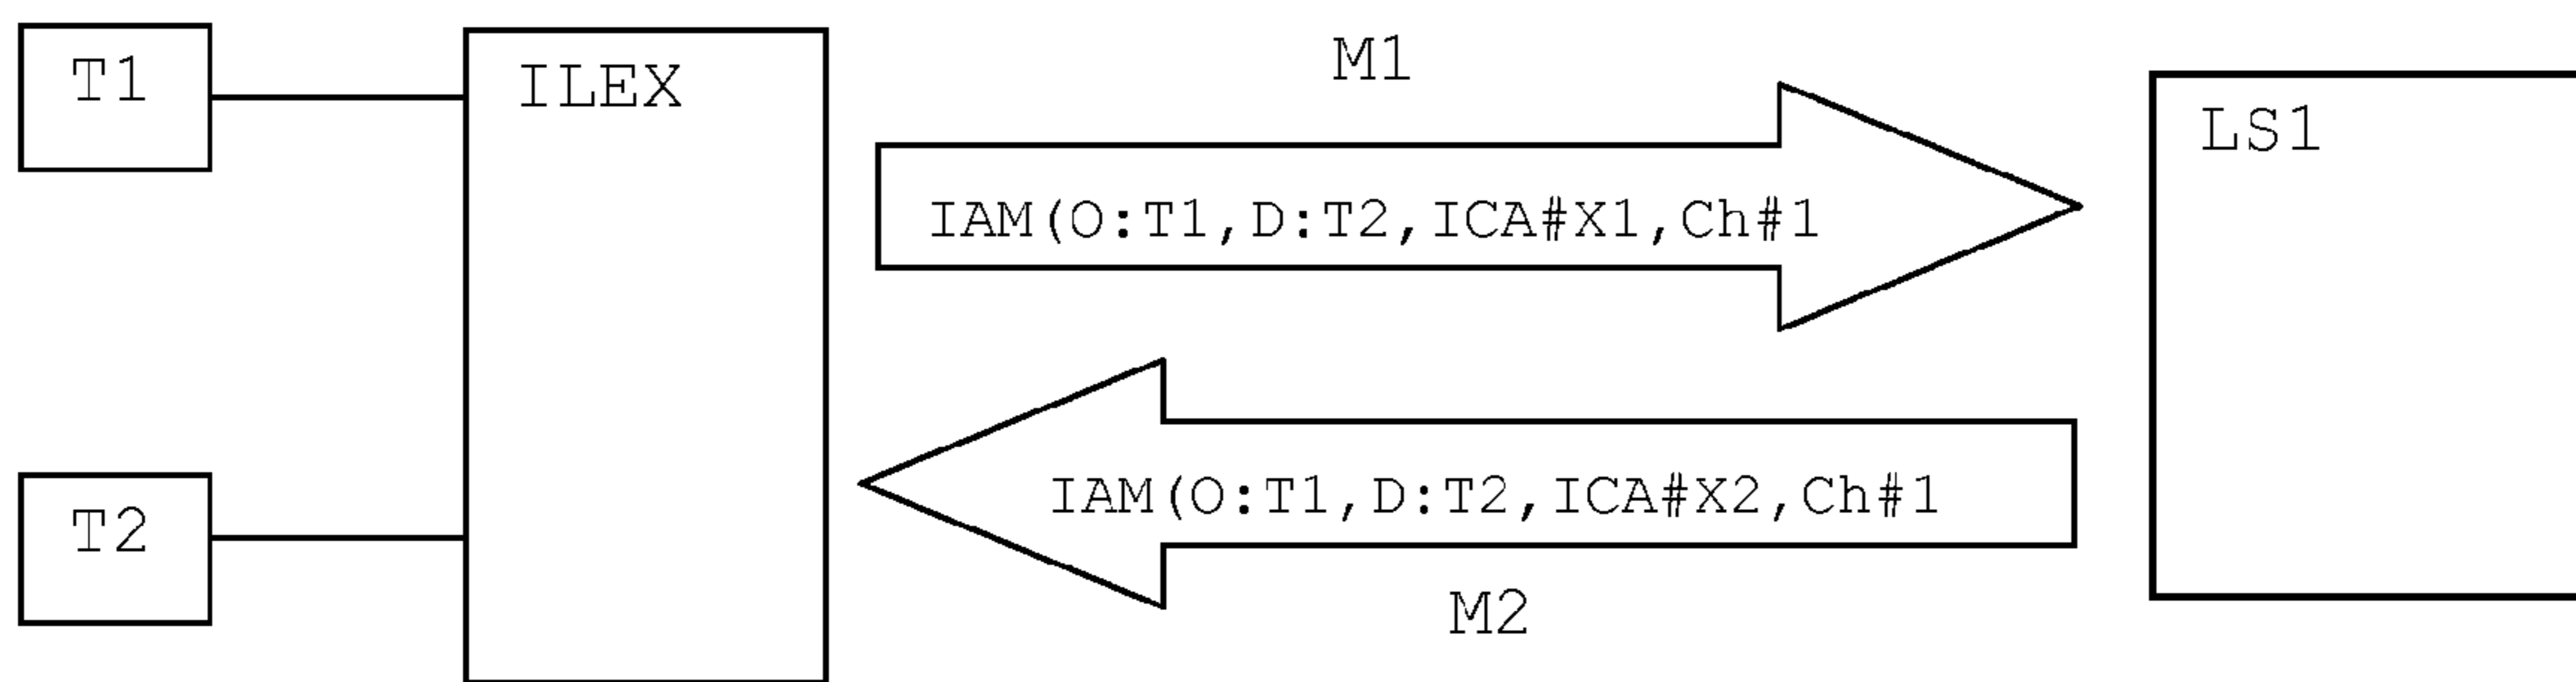 T1
ILEX
M1
LS1
IAM(O:T1,D:T2,ICA#X1,Ch#1
IAM(O:T1,D:T2,ICA#X2,Ch#1
T2
M2